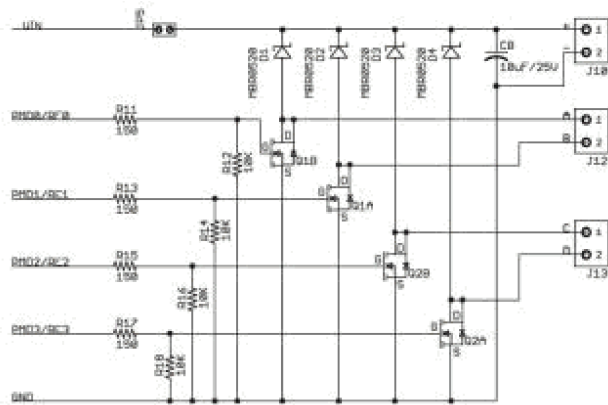 VIN
JP5
MBR0520
D1
MBR0520
D2
MBR0520
D3
MBR0520
D4
C8
10uF/25V
+
1
-
2
J10
PMD0/RF0
R11
150
R12
10K
G
D
S
Q1B
A
1
B
2
J12
PMD1/RE1
R13
150
R14
10K
G
D
S
Q1A
PMD2/RE2
R15
150
R16
10K
G
D
S
Q2B
C
1
D
2
J13
PMD3/RE3
R17
150
R18
10K
G
D
S
Q2A
GND